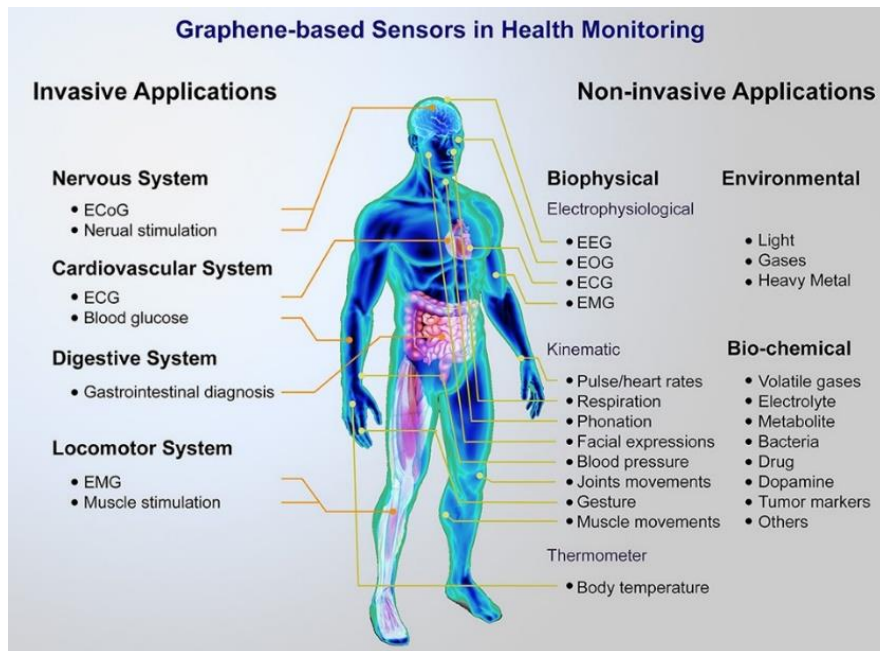 Graphene-based Sensors in Health Monitoring
Invasive Applications
Nervous System
• ECoG
• Nerual stimulation
Cardiovascular System
• ECG
• Blood glucose
Digestive System
• Gastrointestinal diagnosis
Locomotor System
• EMG
• Muscle stimulation
Non-invasive Applications
Biophysical
Electrophysiological
• EEG
• EOG
• ECG
• EMG
Kinematic
• Pulse/heart rates
• Respiration
• Phonation
• Facial expressions
• Blood pressure
• Joints movements
• Gesture
• Muscle movements
Thermometer
• Body temperature
Environmental
• Light
• Gases
• Heavy Metal
Bio-chemical
• Volatile gases
• Electrolyte
• Metabolite
• Bacteria
• Drug
• Dopamine
• Tumor markers
• Others